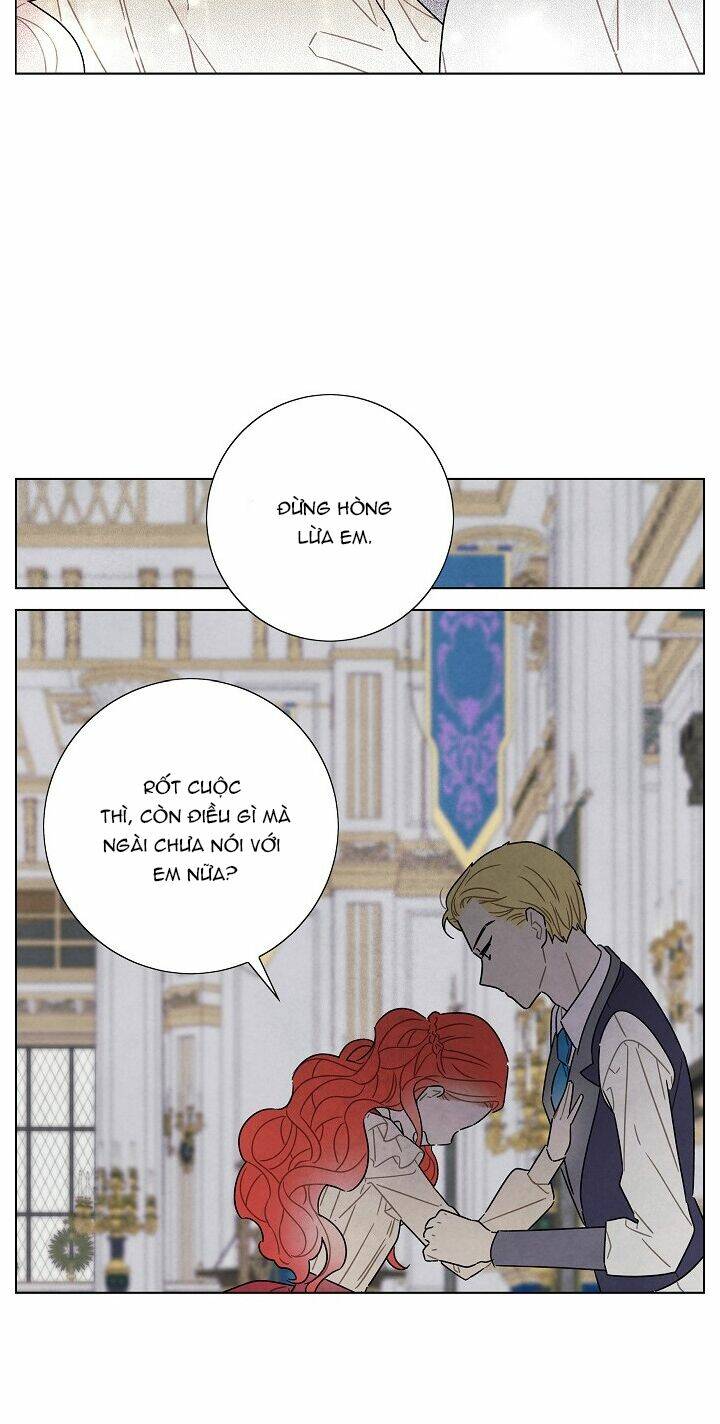 ĐỪNG HÒNG
LỪA EM.
RỐT CUỘC
THÌ, CÒN ĐIỀU GÌ MÀ
NGÀI CHƯA NÓI VỚI
EM NỮA?